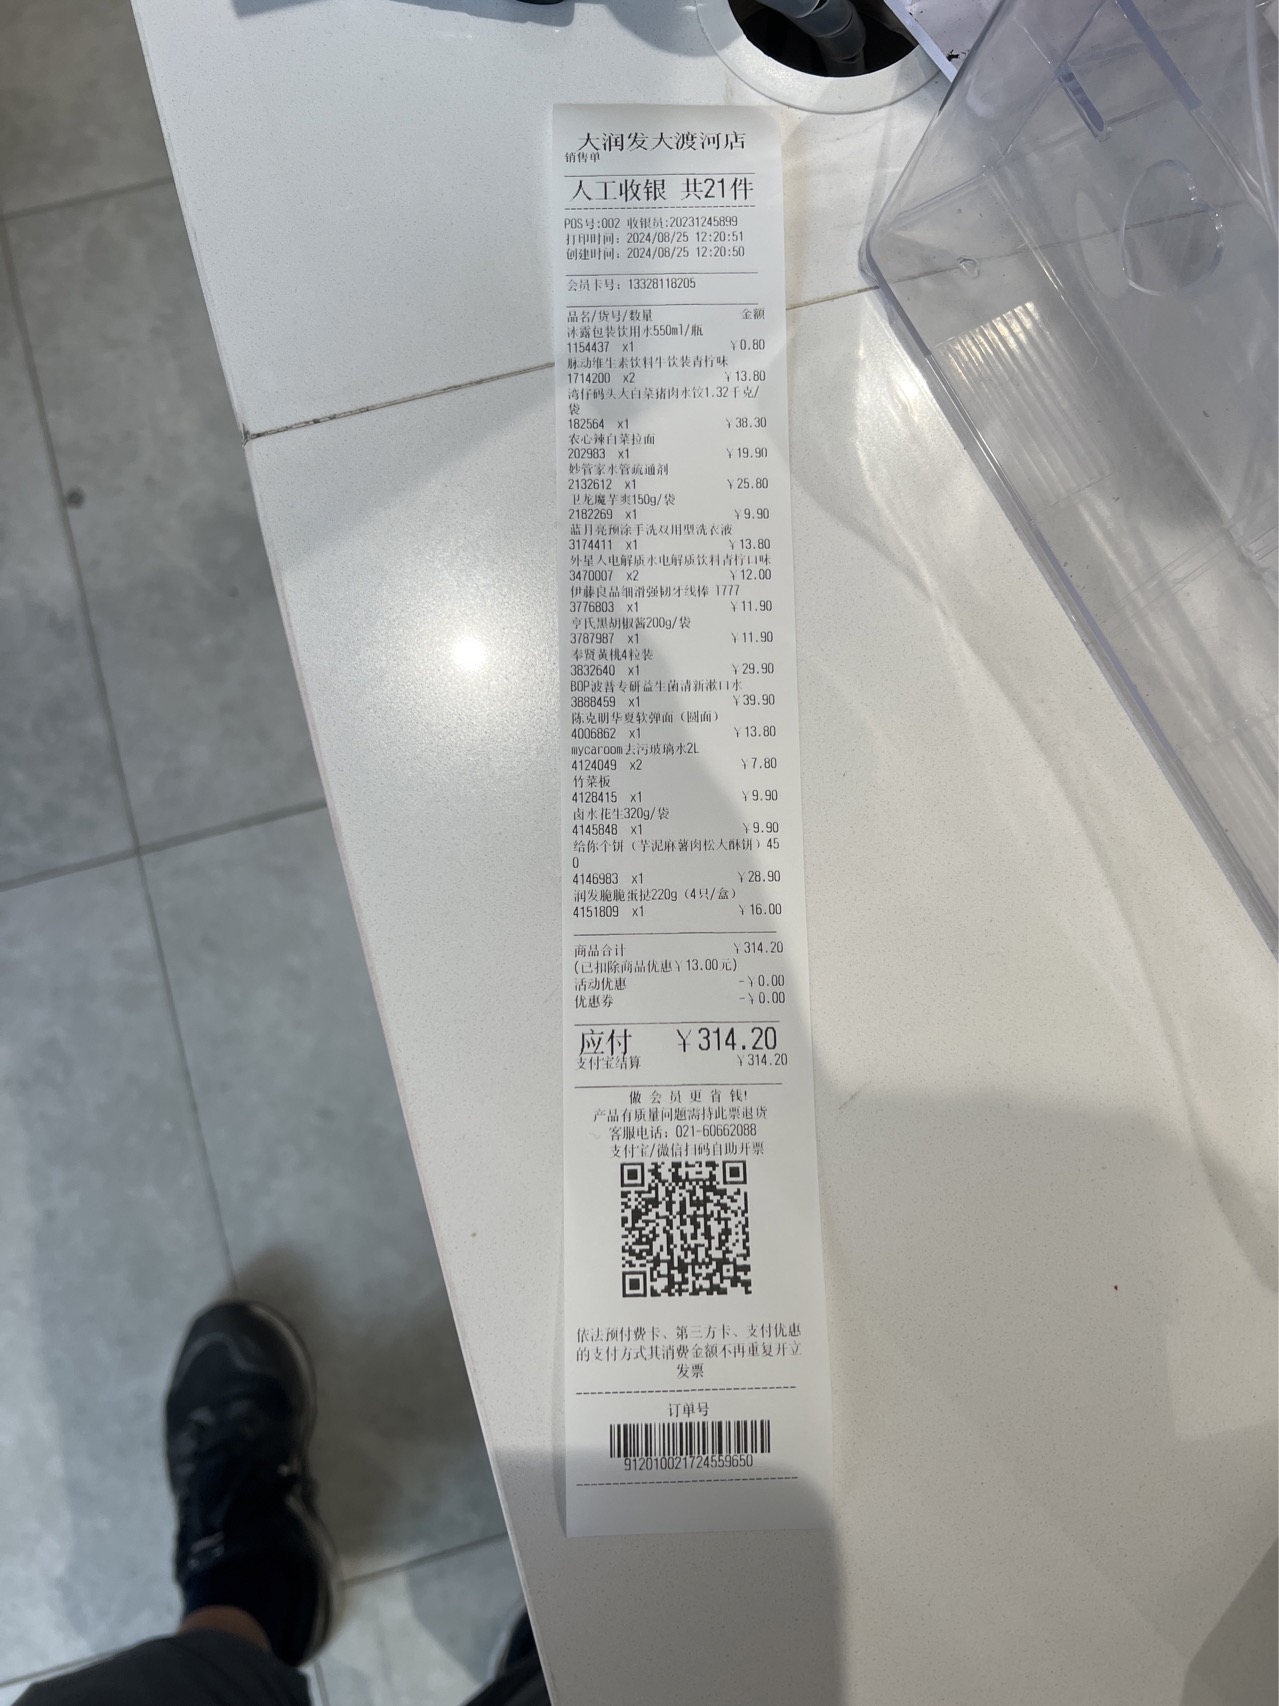 大润发大渡河店
销售单
人工收银 共21件
POS号:002 收银员:20231245899
打印时间: 2024/08/25 12:20:51
创建时间: 2024/08/25 12:20:50
会员卡号: 13328118205
品名/货号/数量 金额
冰露包装饮用水550ml/瓶
1154437 x1 ¥0.80
脉动维生素饮料牛饮装青柠味
1714200 x2 ¥13.80
湾仔码头大白菜猪肉水饺1.32千克/
袋
182564 x1 ¥38.30
农心辣白菜拉面
202983 x1 ¥19.90
妙管家水管疏通剂
2132612 x1 ¥25.80
卫龙魔芋爽150g/袋
2182269 x1 ¥9.90
蓝月亮预涂手洗双用型洗衣液
3174411 x1 ¥13.80
外星人电解质水电解质饮料青柠口味
3470007 x2 ¥12.00
伊藤良品细滑强韧牙线棒 T777
3776803 x1 ¥11.90
亨氏黑胡椒酱200g/袋
3787987 x1 ¥11.90
奉贤黄桃4粒装
3832640 x1 ¥29.90
BOP波普专研益生菌清新漱口水
3888459 x1 ¥39.90
陈克明华夏软弹面（圆面）
4006862 x1 ¥13.80
mycaroom去污玻璃水2L
4124049 x2 ¥7.80
竹菜板
4128415 x1 ¥9.90
卤水花生320g/袋
4145848 x1 ¥9.90
给你个饼（芋泥麻薯肉松大酥饼）45
0
4146983 x1 ¥28.90
润发脆脆蛋挞220g（4只/盒）
4151809 x1 ¥16.00
商品合计 ¥314.20
(已扣除商品优惠¥13.00元)
活动优惠 -¥0.00
优惠券 -¥0.00
应付 ¥314.20
支付宝结算 ¥314.20
做会员更省钱!
产品有质量问题需持此票退货
客服电话: 021-60662088
支付宝/微信扫码自助开票
依法预付费卡、第三方卡、支付优惠
的支付方式其消费金额不再重复开立
发票
订单号
912010021724559650